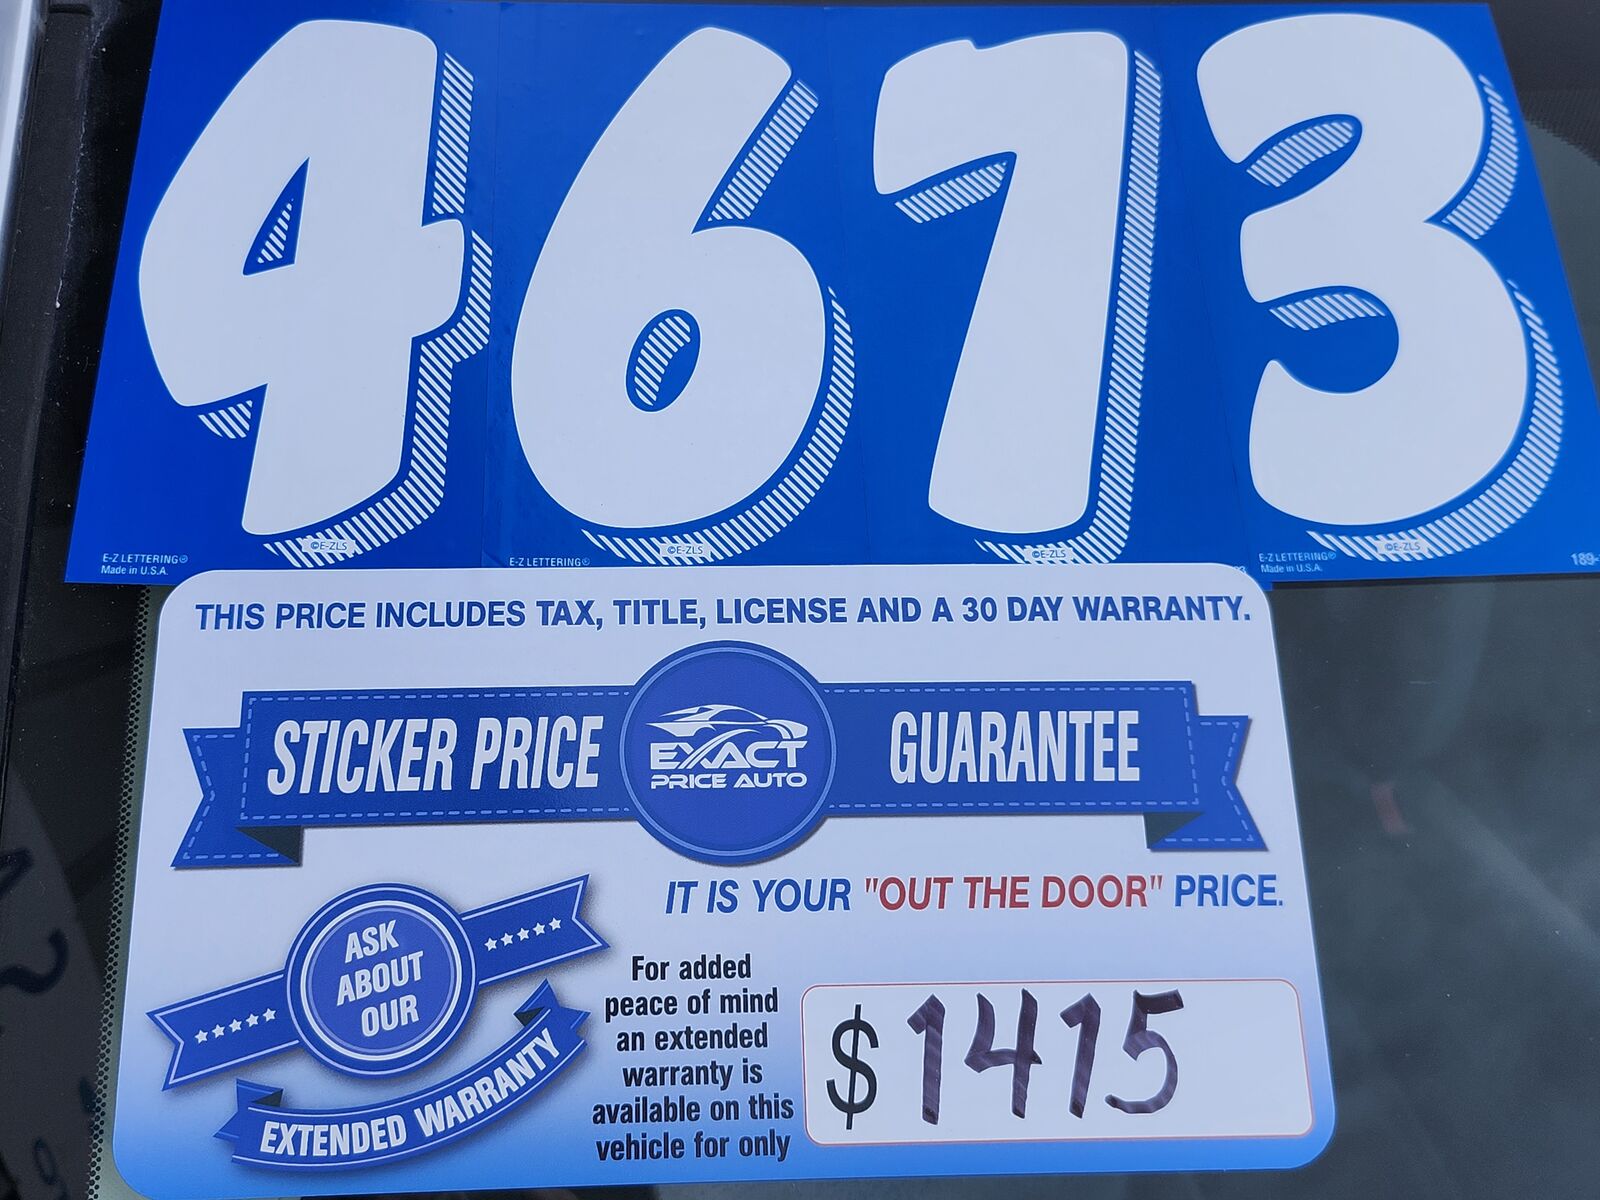 4673
E-Z LETTERING®
Made in U.S.A.
©E-ZLS
E-Z LETTERING®
©E-ZLS
©E-ZLS
E-Z LETTERING®
Made in U.S.A.
©E-ZLS
189-
THIS PRICE INCLUDES TAX, TITLE, LICENSE AND A 30 DAY WARRANTY.
STICKER PRICE
EXACT
PRICE AUTO
GUARANTEE
IT IS YOUR "OUT THE DOOR" PRICE.
ASK
ABOUT
OUR
EXTENDED WARRANTY
For added
peace of mind
an extended
warranty is
available on this
vehicle for only
$1415